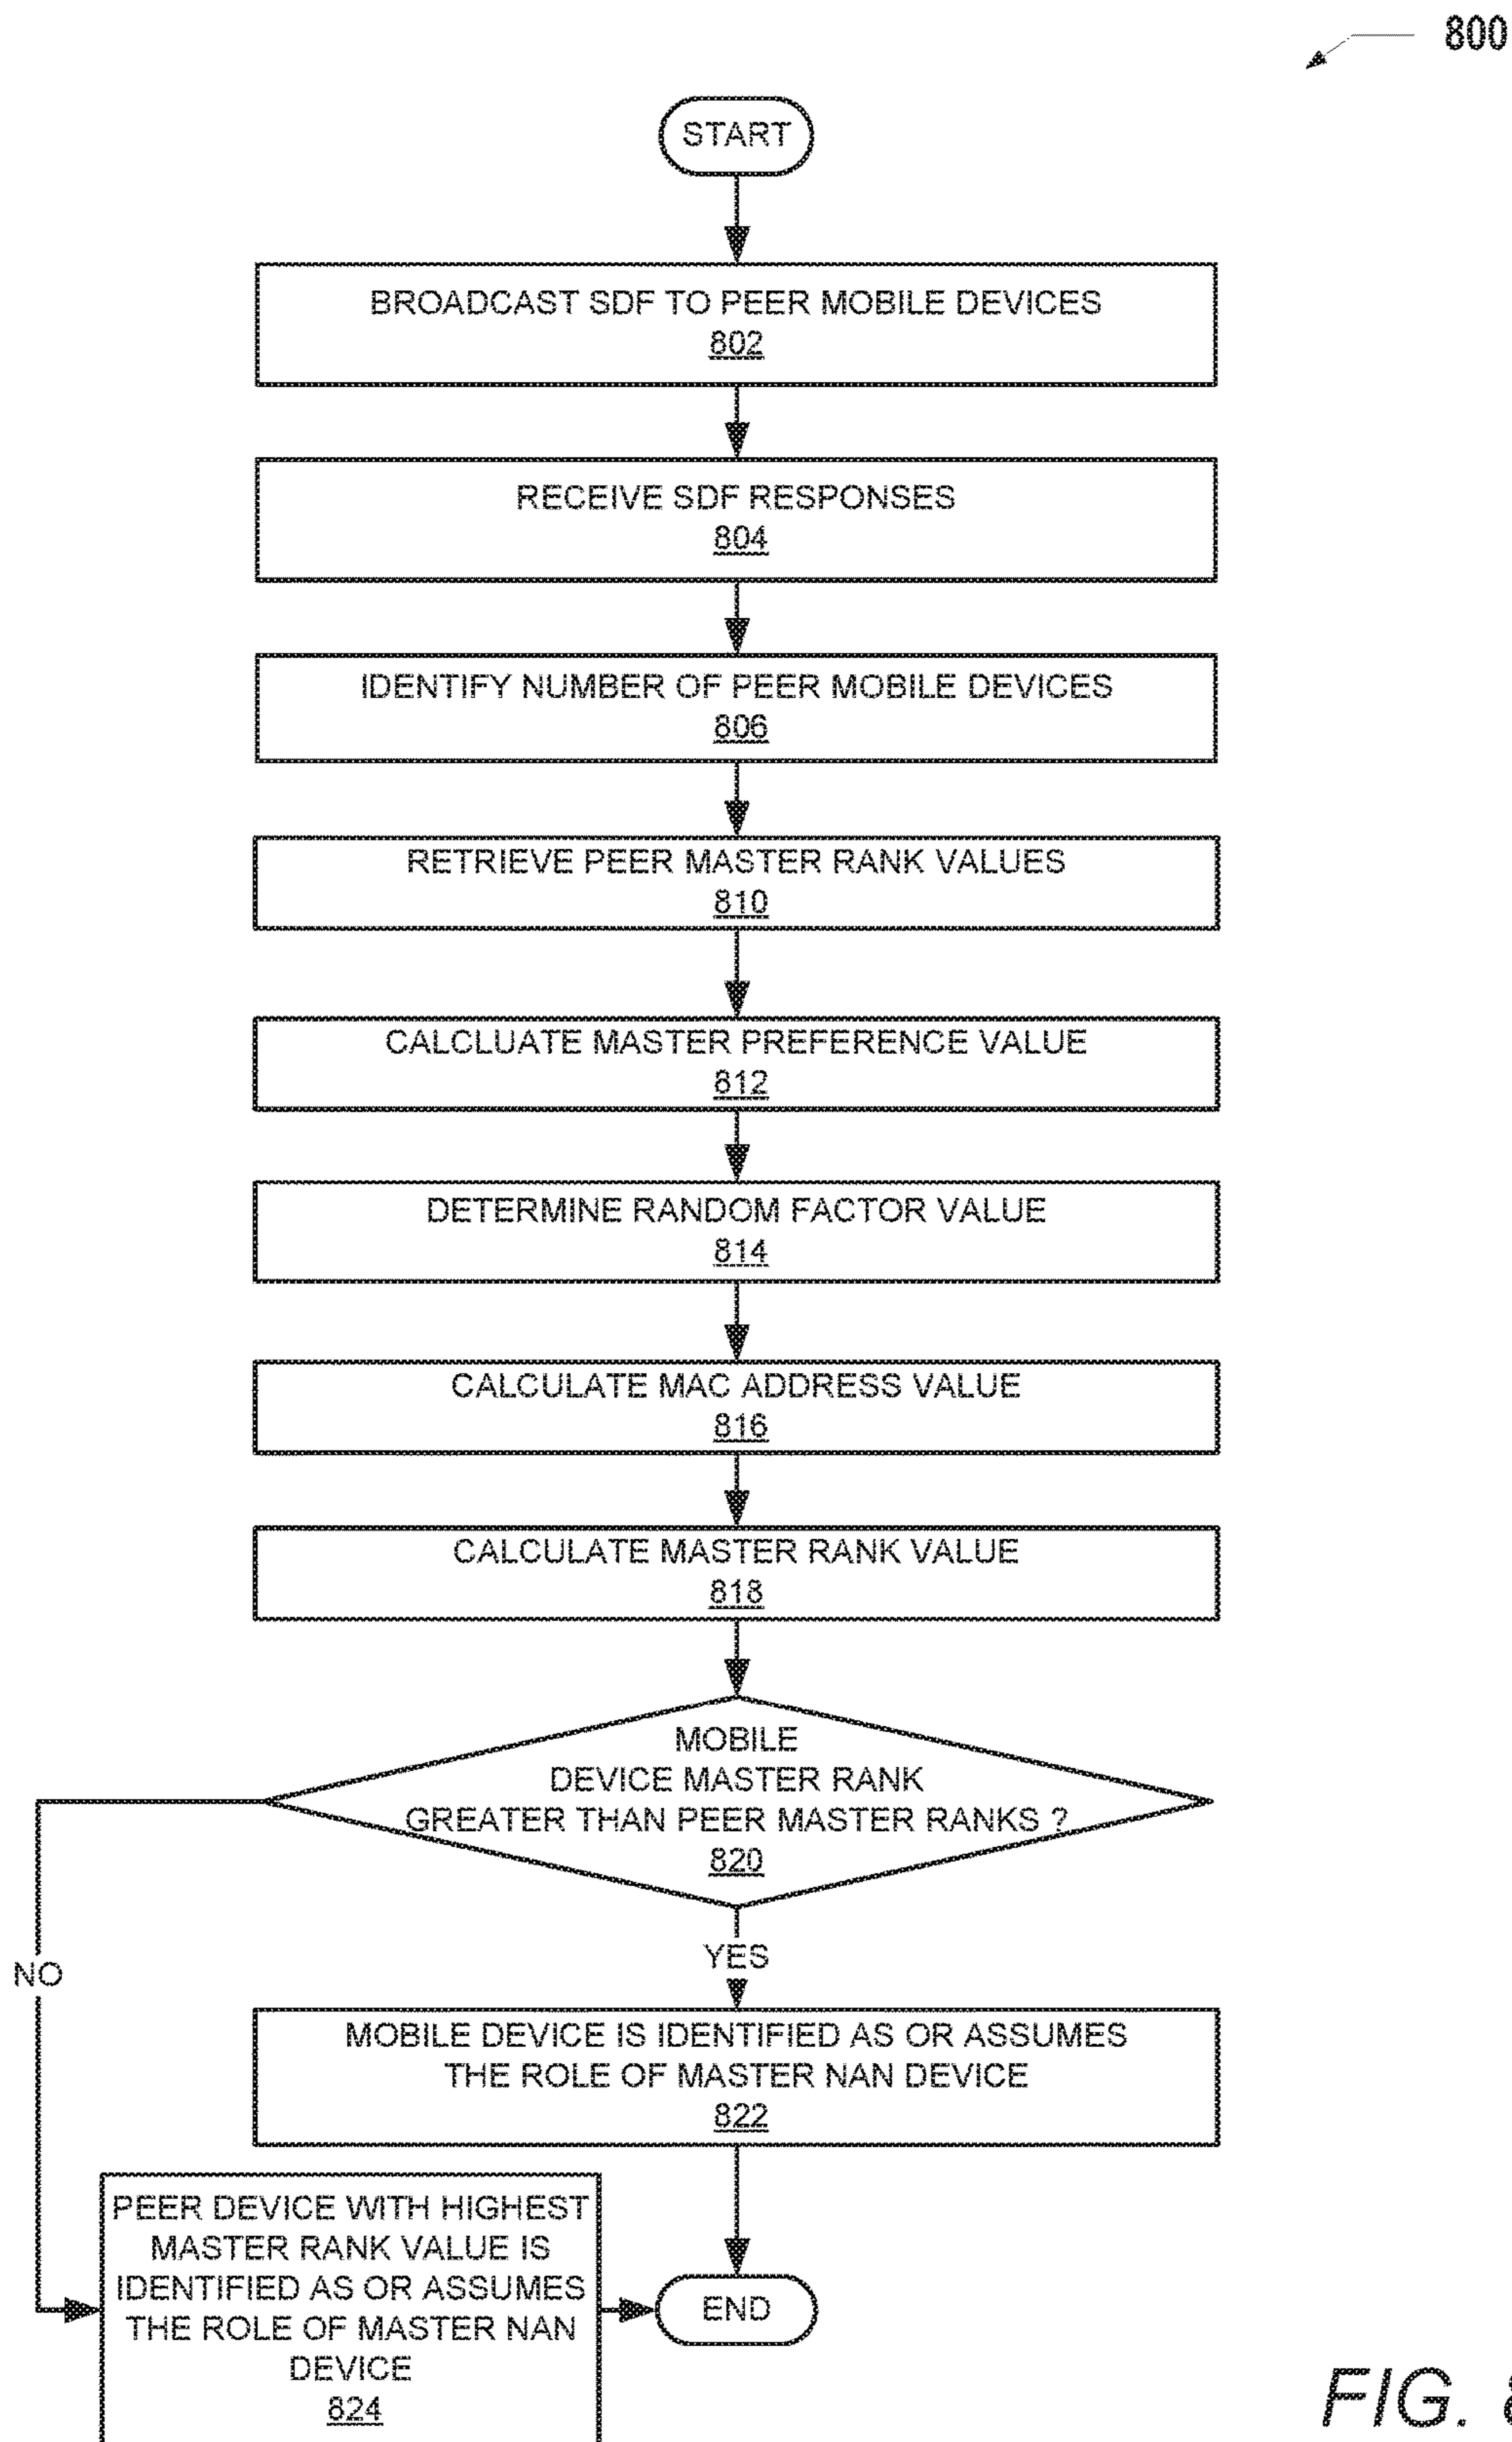 800
START
BROADCAST SDF TO PEER MOBILE DEVICES
802
RECEIVE SDF RESPONSES
804
IDENTIFY NUMBER OF PEER MOBILE DEVICES
806
RETRIEVE PEER MASTER RANK VALUES
810
CALCLUATE MASTER PREFERENCE VALUE
812
DETERMINE RANDOM FACTOR VALUE
814
CALCULATE MAC ADDRESS VALUE
816
CALCULATE MASTER RANK VALUE
818
MOBILE
DEVICE MASTER RANK
GREATER THAN PEER MASTER RANKS ?
820
YES
NO
MOBILE DEVICE IS IDENTIFIED AS OR ASSUMES
THE ROLE OF MASTER NAN DEVICE
822
PEER DEVICE WITH HIGHEST
MASTER RANK VALUE IS
IDENTIFIED AS OR ASSUMES
THE ROLE OF MASTER NAN
DEVICE
824
END
FIG. 8